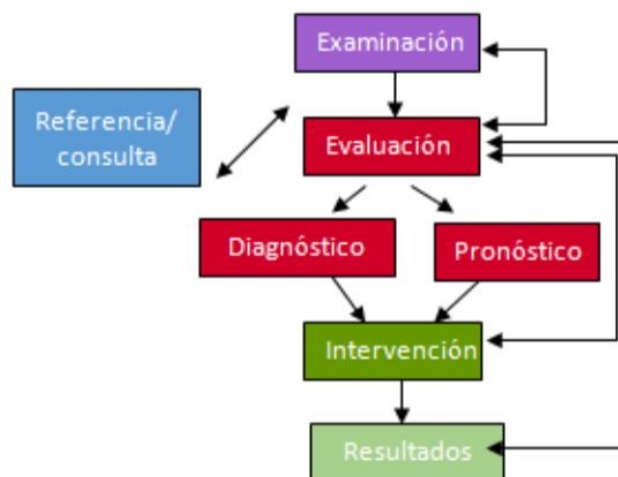 Examinación
Referencia/
consulta
Evaluación
Diagnóstico
Pronóstico
Intervención
Resultados